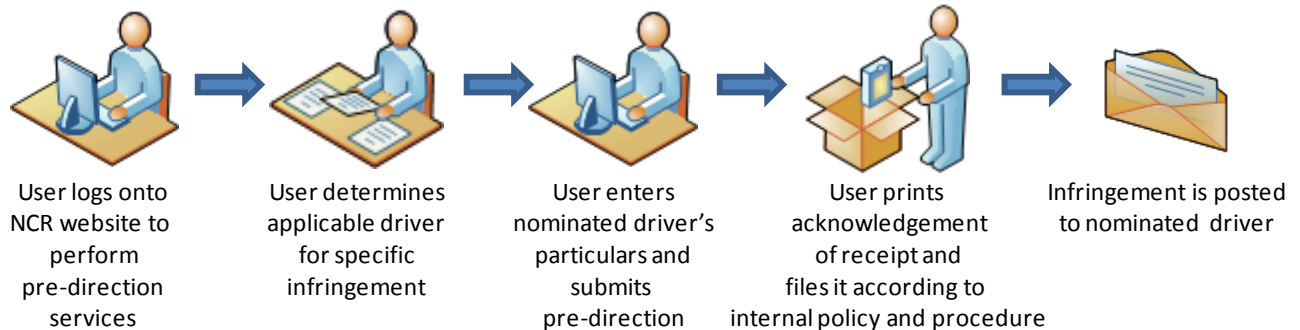 User logs onto
NCR website to
perform
pre-direction
services
User determines
applicable driver
for specific
infringement
User enters
nominated driver's
particulars and
submits
pre-direction
User prints
acknowledgement
of receipt and
files it according to
internal policy and procedure
Infringement is posted
to nominated driver